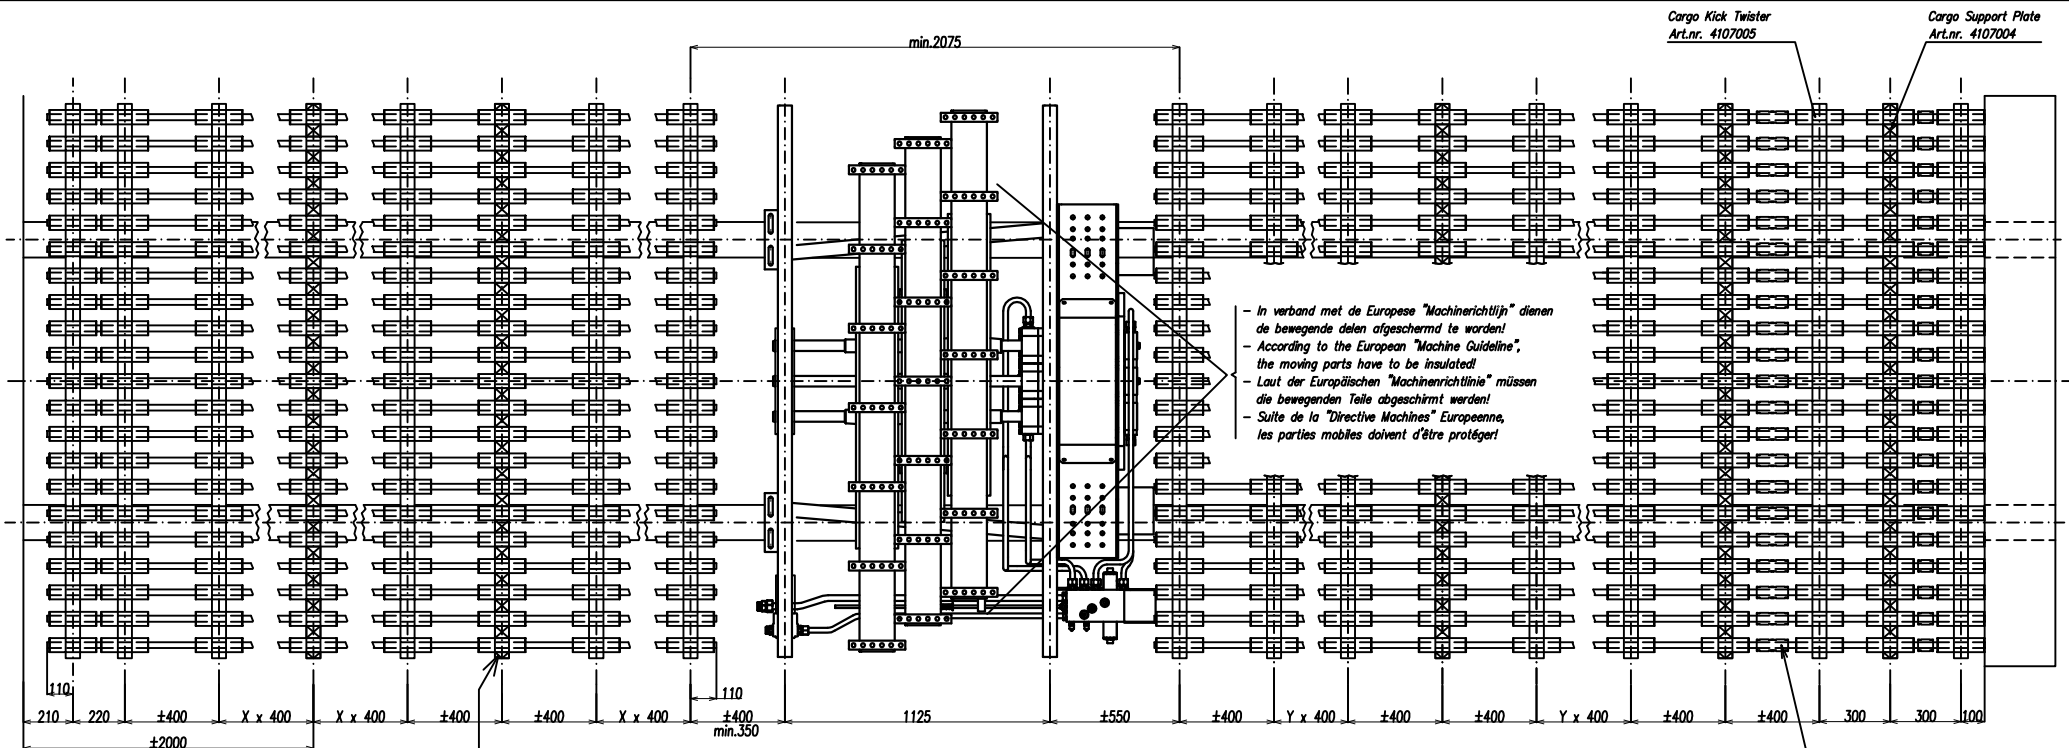 Cargo Kick Twister
Art.nr. 4107005
Cargo Support Plate
Art.nr. 4107004
min.2075
- In verband met de Europese "Machinerichtlijn" dienen
de bewegende delen afgeschermd te worden!
- According to the European "Machine Guideline",
the moving parts have to be insulated!
- Laut der Europäischen "Machinenrichtlinie" müssen
die bewegenden Teile abgeschirmt werden!
- Suite de la "Directive Machines" Europeenne,
les parties mobiles doivent d'être protéger!
110
110
210 220 ±400 X x 400 X x 400 ±400 ±400 X x 400 ±400 1125 ±550 ±400 Y x 400 ±400 ±400 Y x 400 ±400 ±400 300 300 100
min.350
±2000